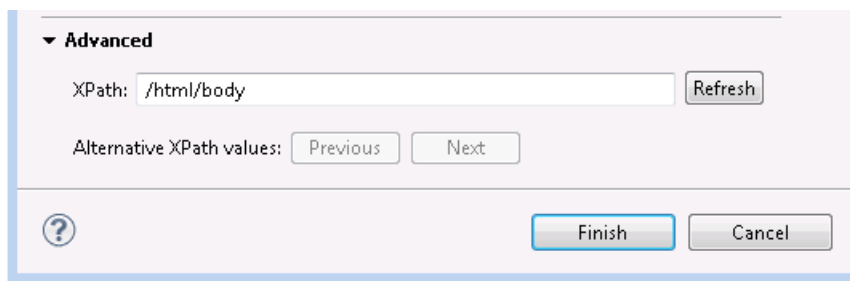 Advanced
XPath: /html/body Refresh
Alternative XPath values: Previous Next
? Finish Cancel